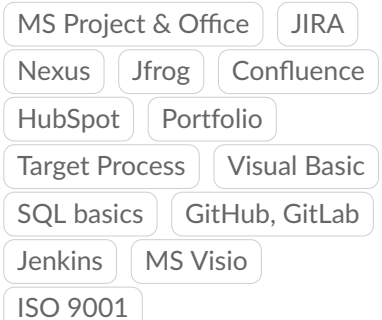 MS Project & Office JIRA
Nexus Jfrog Confluence
HubSpot Portfolio
Target Process Visual Basic
SQL basics GitHub, GitLab
Jenkins MS Visio
ISO 9001